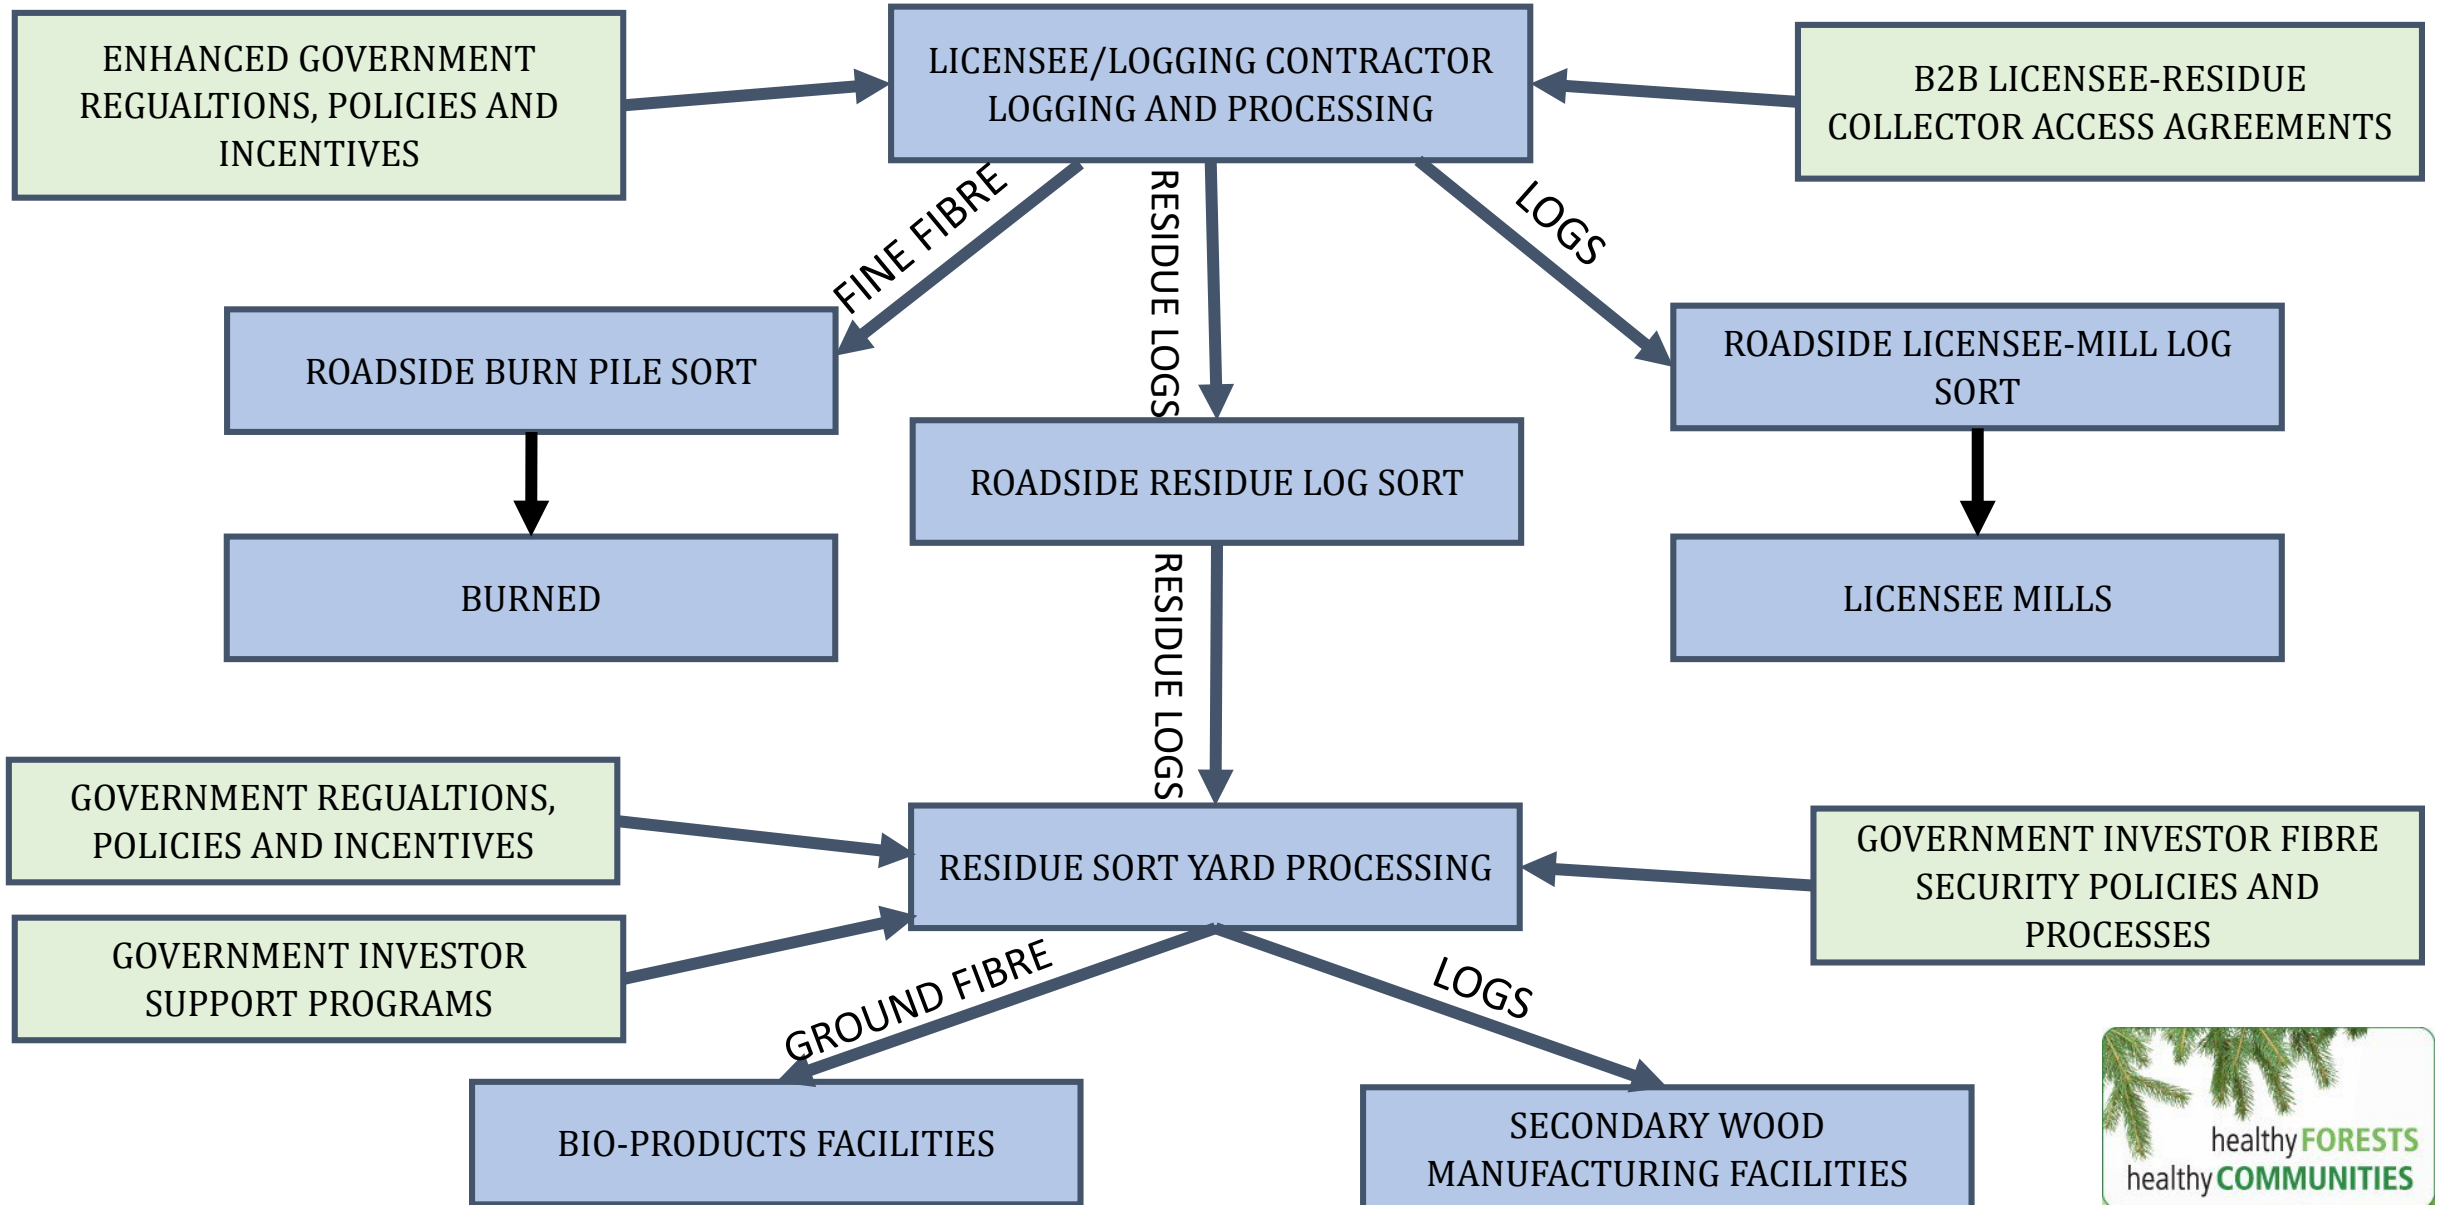 ENHANCED GOVERNMENT
REGUALTIONS, POLICIES AND
INCENTIVES
LICENSEE/LOGGING CONTRACTOR
LOGGING AND PROCESSING
B2B LICENSEE-RESIDUE
COLLECTOR ACCESS AGREEMENTS
FINE FIBRE
RESIDUE LOGS
LOGS
ROADSIDE BURN PILE SORT
ROADSIDE RESIDUE LOG SORT
ROADSIDE LICENSEE-MILL LOG
SORT
BURNED
RESIDUE LOGS
LICENSEE MILLS
GOVERNMENT REGUALTIONS,
POLICIES AND INCENTIVES
RESIDUE SORT YARD PROCESSING
GOVERNMENT INVESTOR FIBRE
SECURITY POLICIES AND
PROCESSES
GOVERNMENT INVESTOR
SUPPORT PROGRAMS
GROUND FIBRE
LOGS
BIO-PRODUCTS FACILITIES
SECONDARY WOOD
MANUFACTURING FACILITIES
healthy FORESTS
healthy COMMUNITIES